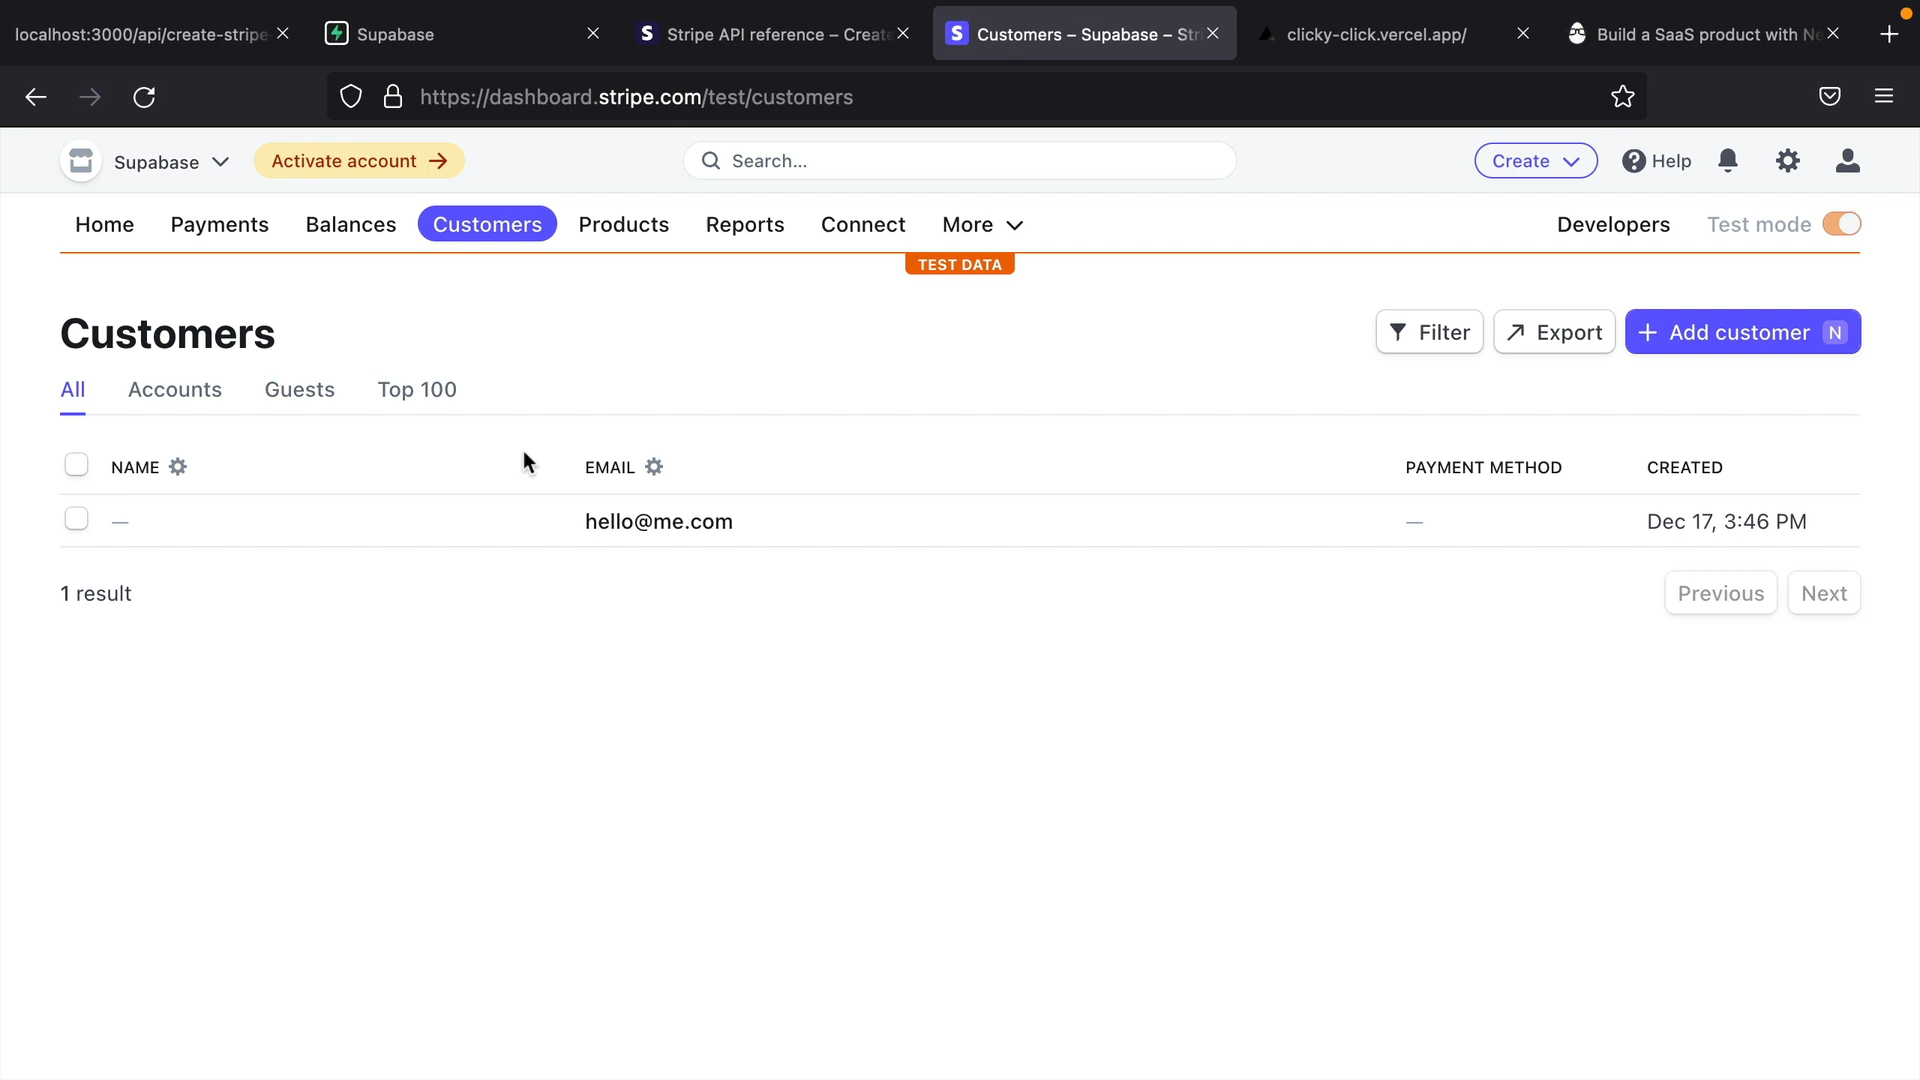 localhost:3000/api/create-stripe
Supabase
Stripe API reference – Create
Customers – Supabase – Stri
clicky-click.vercel.app/
Build a SaaS product with Ne
https://dashboard.stripe.com/test/customers
Supabase
Activate account →
Search...
Create
? Help
Home
Payments
Balances
Customers
Products
Reports
Connect
More
Developers
Test mode
TEST DATA
Customers
Filter
Export
+ Add customer N
All
Accounts
Guests
Top 100
NAME
EMAIL
PAYMENT METHOD
CREATED
—
hello@me.com
—
Dec 17, 3:46 PM
1 result
Previous
Next